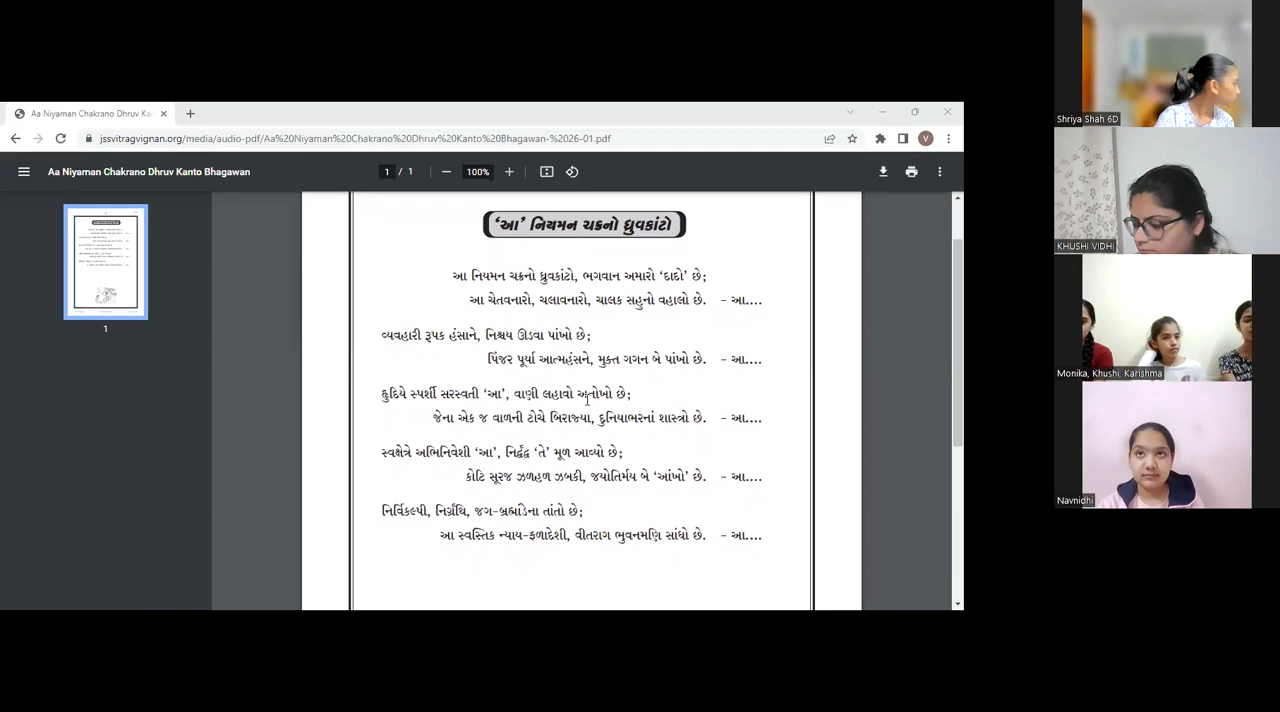 Aa Niyaman Chakrano Dhruv Ka
jssvitragvignan.org/media/audio-pdf/Aa%20Niyaman%20Chakrano%20Dhruv%20Kanto%20Bhagawan-%2026-01.pdf
V
Aa Niyaman Chakrano Dhruv Kanto Bhagawan
1 / 1
100%
1
‘આ’ નિયમન ચક્રનો ધ્રુવકાંટો
આ નિયમન ચક્રનો ધ્રુવકાંટો, ભગવાન અમારો ‘દાદો’ છે;
આ ચેતવનારો, ચલાવનારો, ચાલક સહુનો વહાલો છે. – આ....
વ્યવહારી રૂપક હંસાને, નિશ્ચય ઊડવા પાંખો છે;
પિંજર પૂર્યા આત્મહંસને, મુક્ત ગગન બે પાંખો છે. – આ....
હૃદિયે સ્પર્શી સરસ્વતી ‘આ’, વાણી લહાવો અનોખો છે;
જેના એક જ વાળની ટોચે બિરાજ્યા, દુનિયાભરનાં શાસ્ત્રો છે. – આ....
સ્વક્ષેત્રે અભિનિવેશી ‘આ’, નિર્દ્વંદ્વ ‘તે’ મૂળ આવ્યો છે;
કોટિ સૂરજ ઝળહળ ઝબકી, જયોતિર્મય બે ‘આંખો’ છે. – આ....
નિર્વિકલ્પી, નિર્ગ્રંથિ, જગ-બ્રહ્માંડેના તાંતો છે;
આ સ્વસ્તિક ન્યાય-ફળાદેશી, વીતરાગ ભુવનમણિ સાંધો છે. – આ....
Shriya Shah 6D
KHUSHI VIDHI
Monika, Khushi, Karishma
Navnidhi